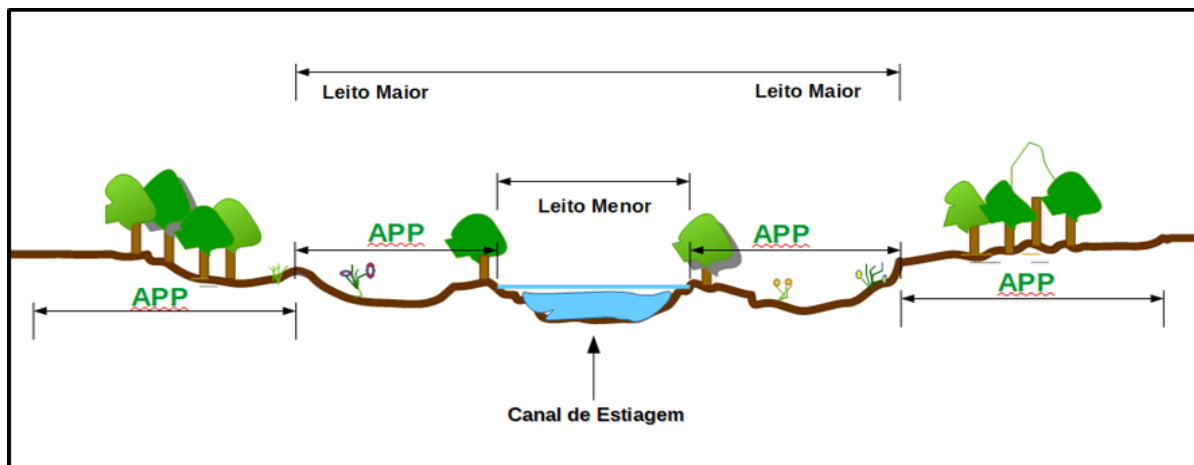 Leito Maior
Leito Maior
Leito Menor
APP
APP
APP
APP
Canal de Estiagem